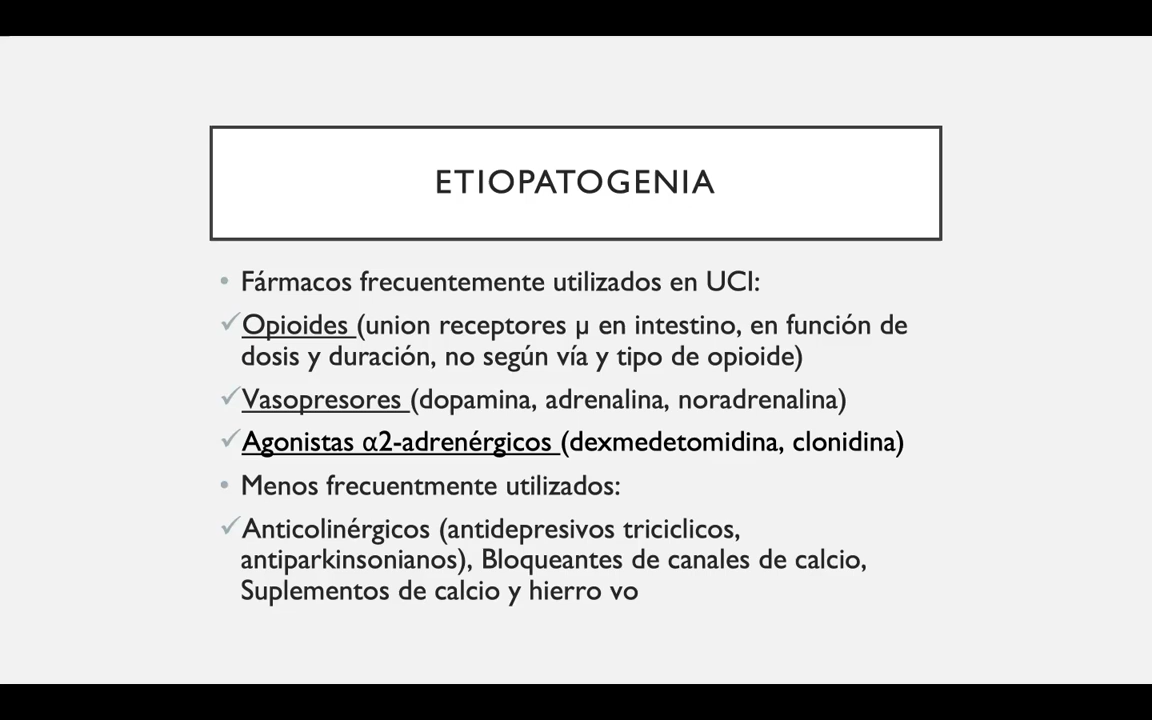 ETIOPATOGENIA
• Fármacos frecuentemente utilizados en UCI:
✓Opioides (union receptores µ en intestino, en función de
dosis y duración, no según vía y tipo de opioide)
✓Vasopresores (dopamina, adrenalina, noradrenalina)
✓Agonistas α2-adrenérgicos (dexmedetomidina, clonidina)
• Menos frecuentmente utilizados:
✓Anticolinérgicos (antidepresivos triciclicos,
antiparkinsonianos), Bloqueantes de canales de calcio,
Suplementos de calcio y hierro vo